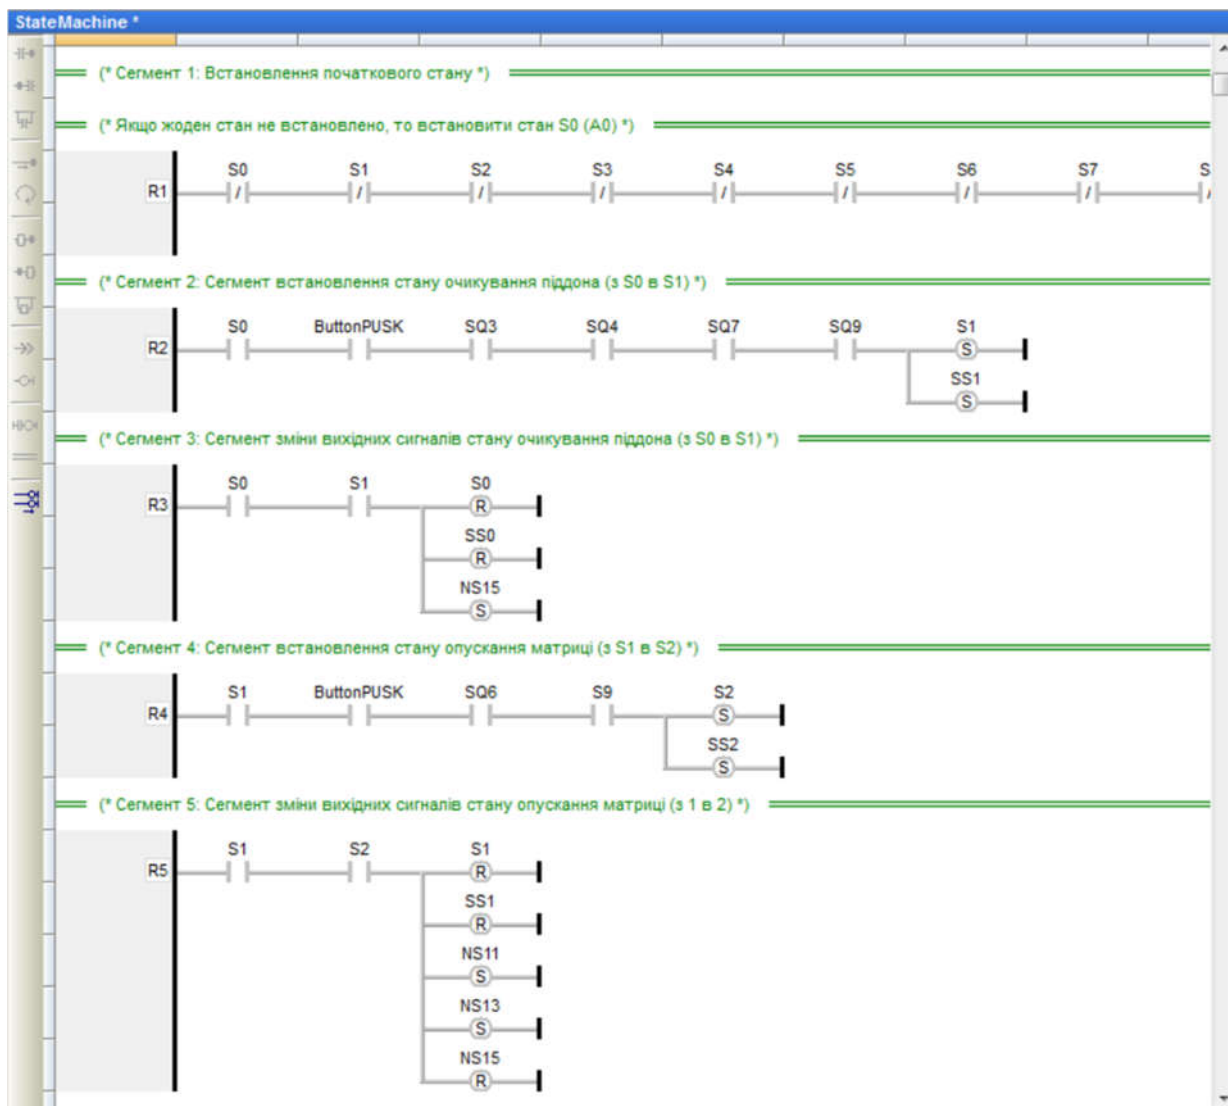 StateMachine *
(* Сегмент 1: Встановлення початкового стану *)
(* Якщо жоден стан не встановлено, то встановити стан S0 (A0) *)
S0 S1 S2 S3 S4 S5 S6 S7 S
R1
(* Сегмент 2: Сегмент встановлення стану очикування піддона (з S0 в S1) *)
S0 ButtonPUSK SQ3 SQ4 SQ7 SQ9 S1
R2 S
SS1
S
(* Сегмент 3: Сегмент зміни вихідних сигналів стану очикування піддона (з S0 в S1) *)
S0 S1 S0
R3 R
SS0
R
NS15
S
(* Сегмент 4: Сегмент встановлення стану опускання матриці (з S1 в S2) *)
S1 ButtonPUSK SQ6 S9 S2
R4 S
SS2
S
(* Сегмент 5: Сегмент зміни вихідних сигналів стану опускання матриці (з 1 в 2) *)
S1 S2 S1
R5 R
SS1
R
NS11
S
NS13
S
NS15
R